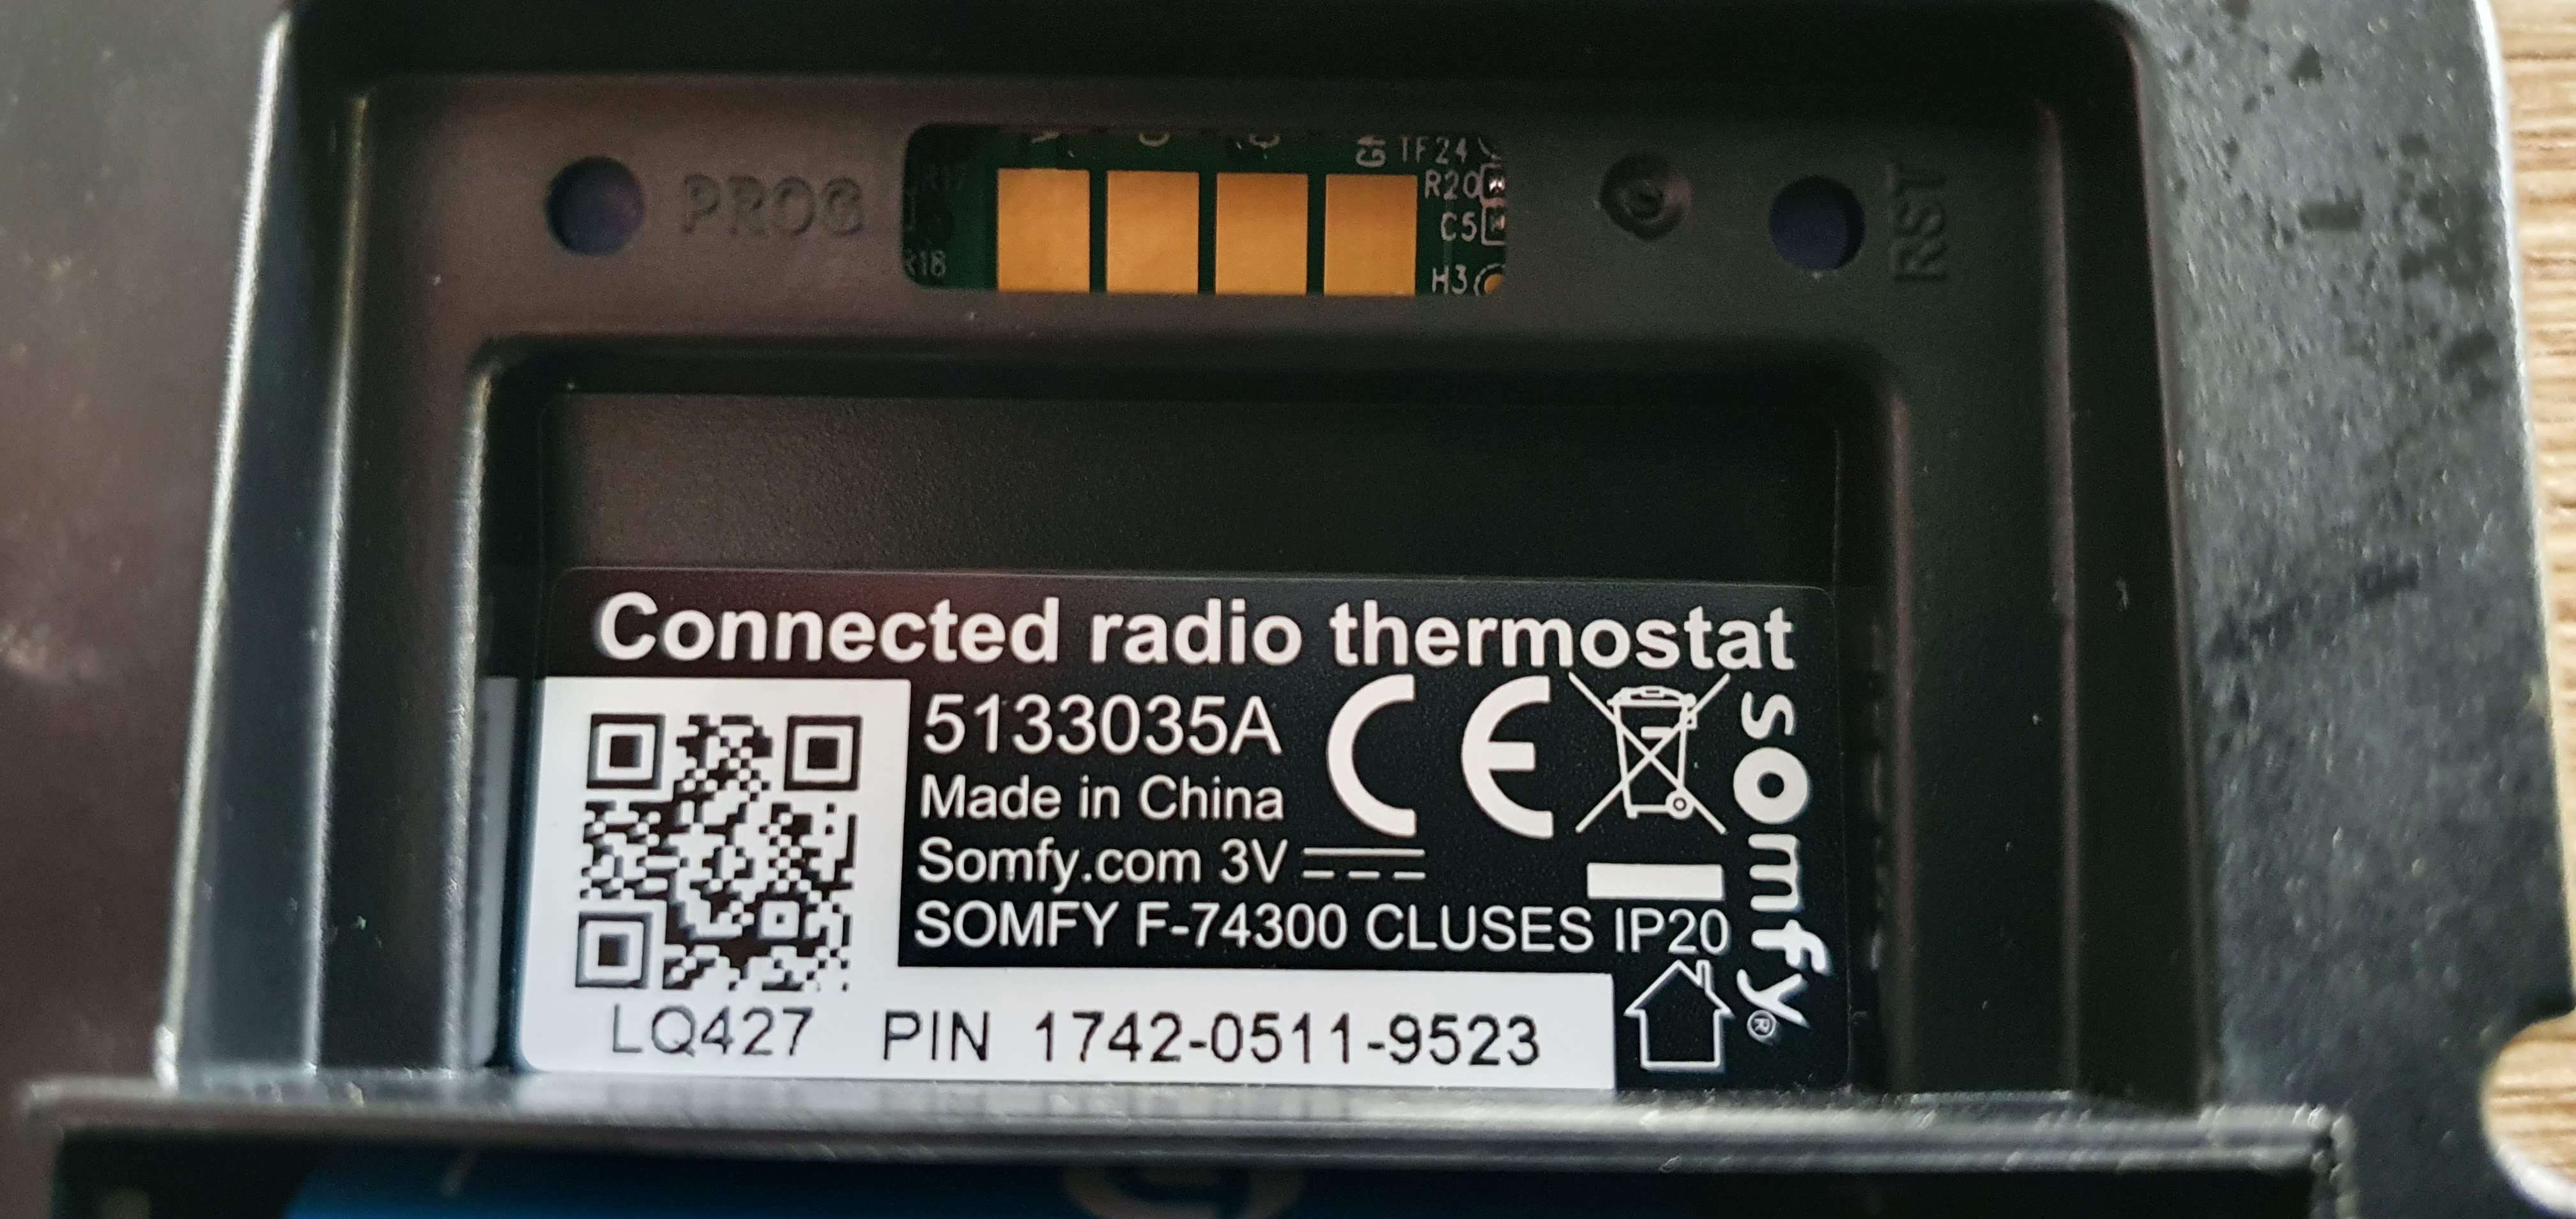 PROG
TF24
R20
C5
H3
R17
R18
RST
Connected radio thermostat
5133035A
Made in China
Somfy.com 3V
SOMFY F-74300 CLUSES IP20
somfy®
LQ427 PIN 1742-0511-9523